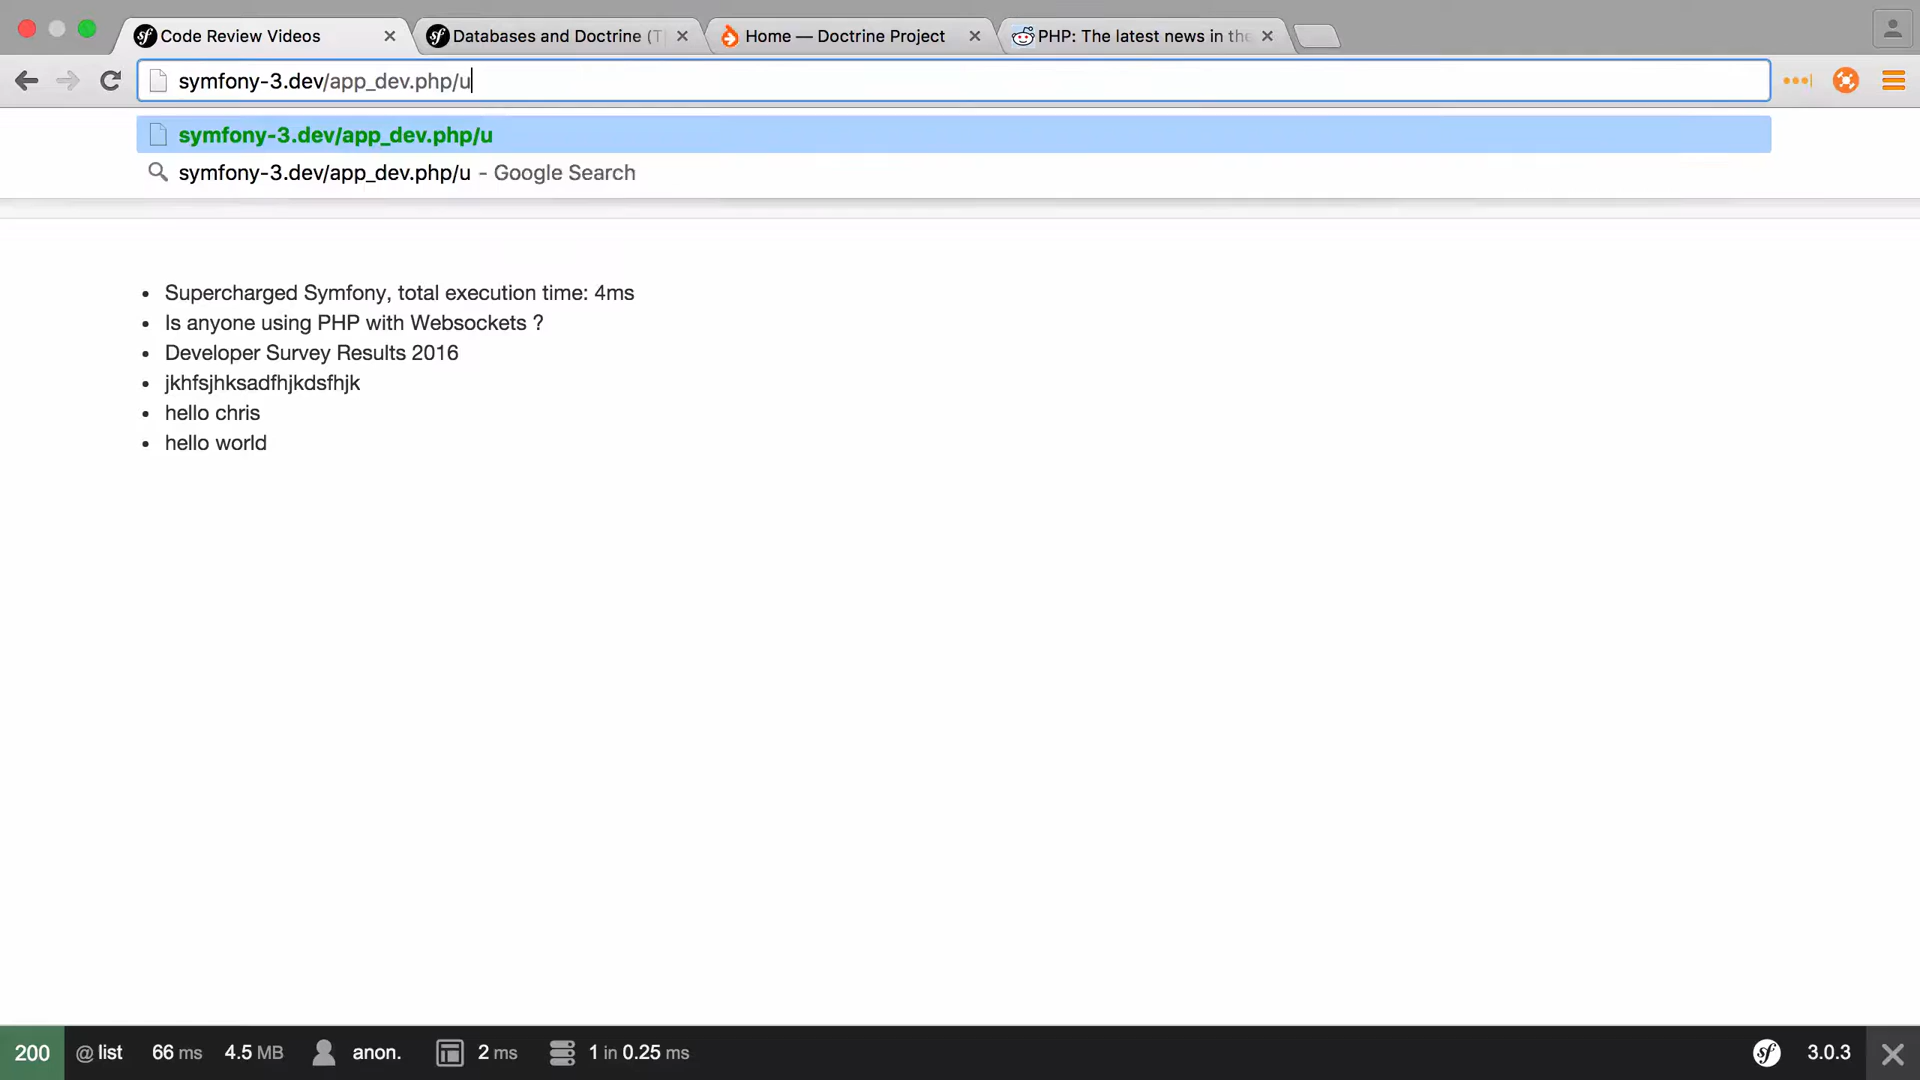 Code Review Videos
Databases and Doctrine (T
Home — Doctrine Project
PHP: The latest news in the
symfony-3.dev/app_dev.php/u
symfony-3.dev/app_dev.php/u
symfony-3.dev/app_dev.php/u - Google Search
• Supercharged Symfony, total execution time: 4ms
• Is anyone using PHP with Websockets ?
• Developer Survey Results 2016
• jkhfsjhksadfhjkdsfhjk
• hello chris
• hello world
200 @ list 66 ms 4.5 MB anon. 2 ms 1 in 0.25 ms sf 3.0.3